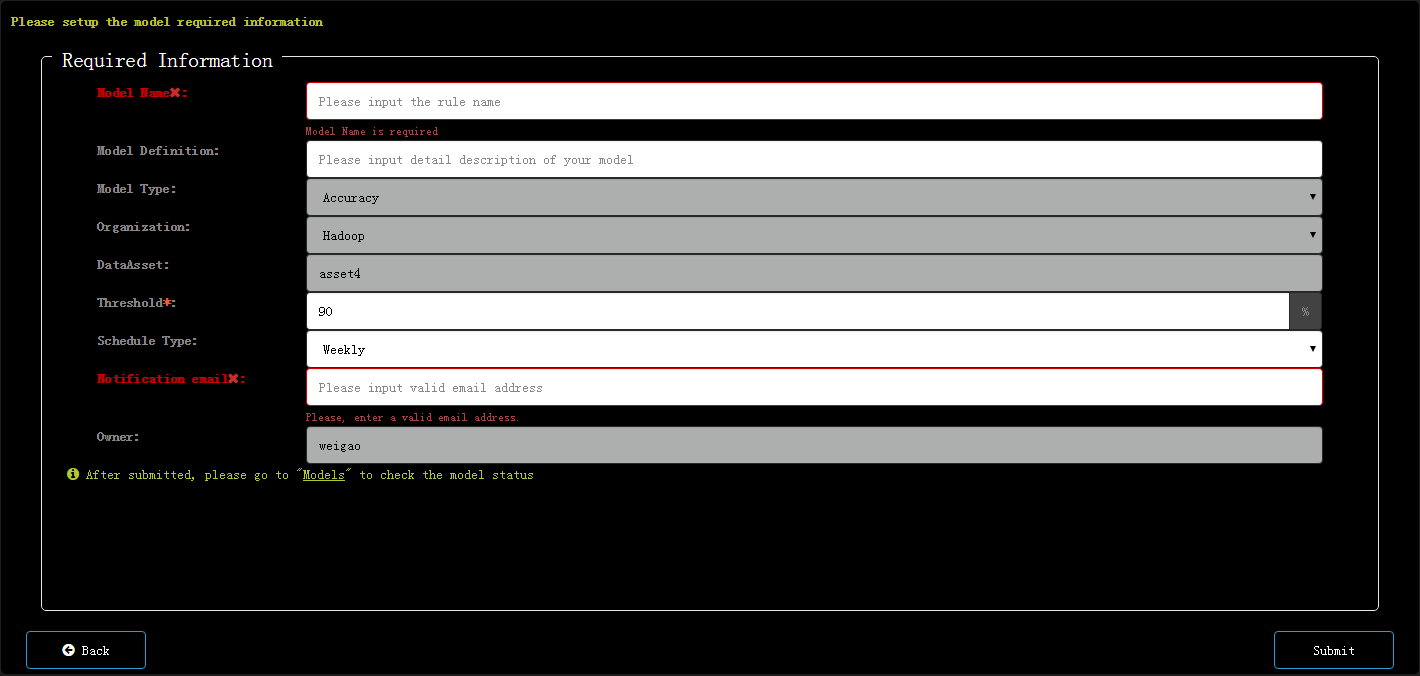 Please setup the model required information
Required Information
Model Name✖:
Please input the rule name
Model Name is required
Model Definition:
Please input detail description of your model
Model Type:
Accuracy
Organization:
Hadoop
DataAsset:
asset4
Threshold*:
90
%
Schedule Type:
Weekly
Notification email✖:
Please input valid email address
Please, enter a valid email address.
Owner:
weigao
After submitted, please go to "Models" to check the model status
Back
Submit